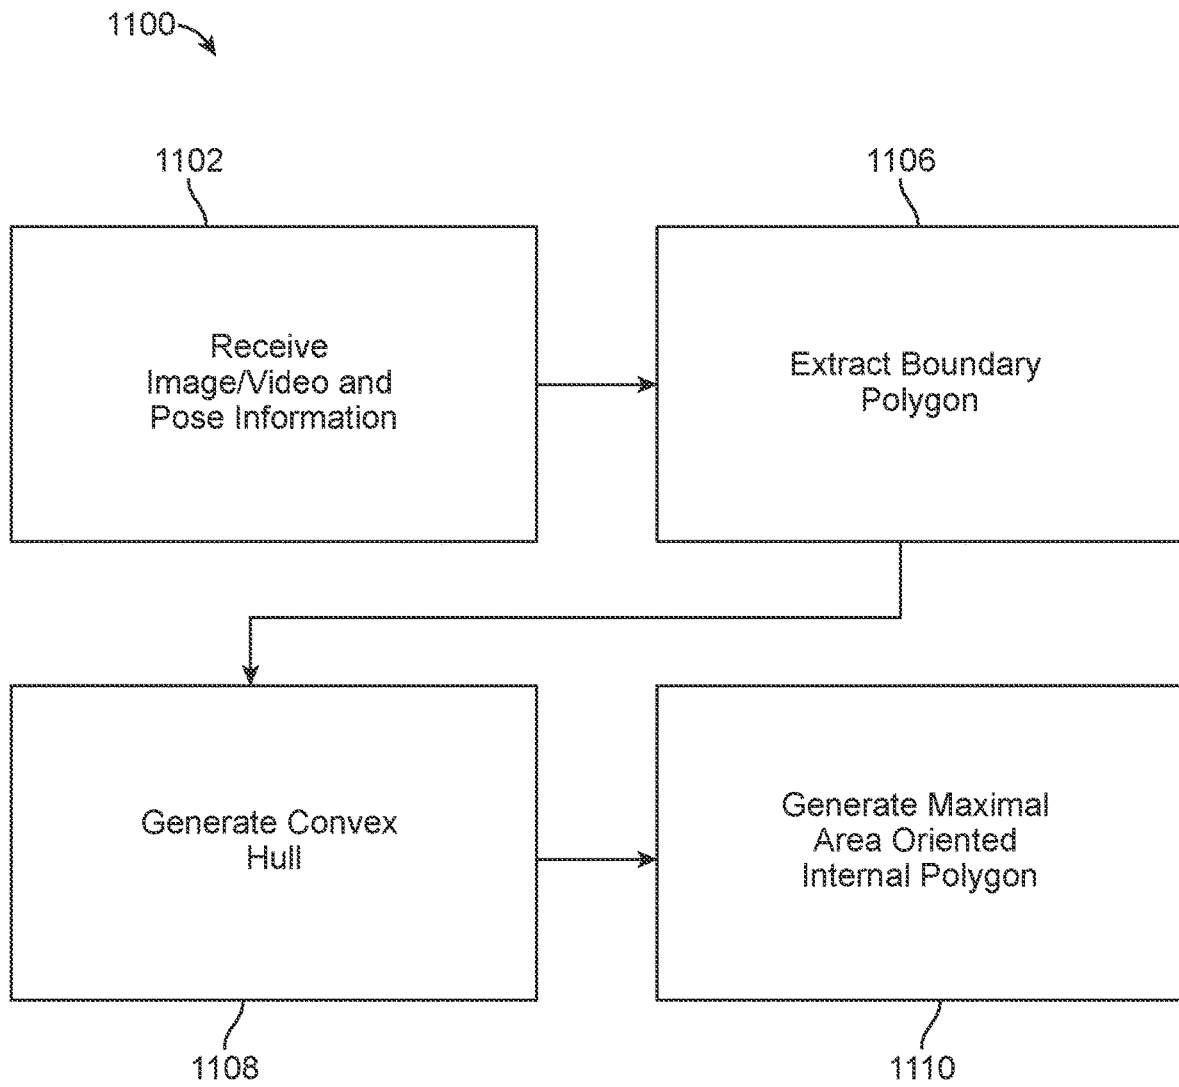 1100
1102
1106
Receive
Image/Video and
Pose Information
Extract Boundary
Polygon
Generate Convex
Hull
Generate Maximal
Area Oriented
Internal Polygon
1108
1110